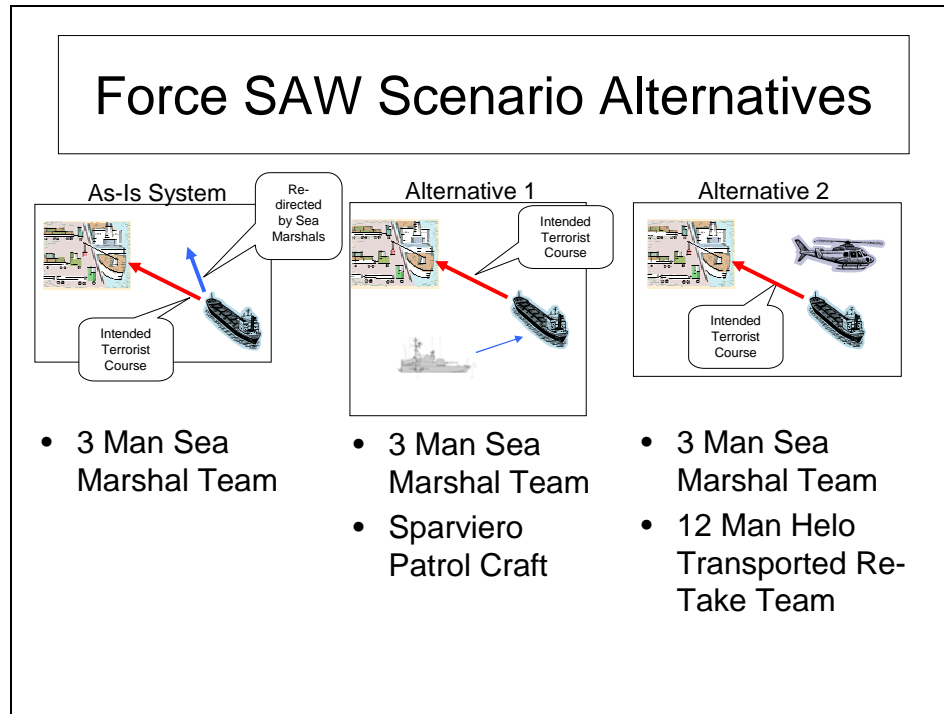 Force SAW Scenario Alternatives
As-Is System
Re-
directed
by Sea
Marshals
Intended
Terrorist
Course
Alternative 1
Intended
Terrorist
Course
Alternative 2
Intended
Terrorist
Course
• 3 Man Sea
Marshal Team
• 3 Man Sea
Marshal Team
• Sparviero
Patrol Craft
• 3 Man Sea
Marshal Team
• 12 Man Helo
Transported Re-
Take Team